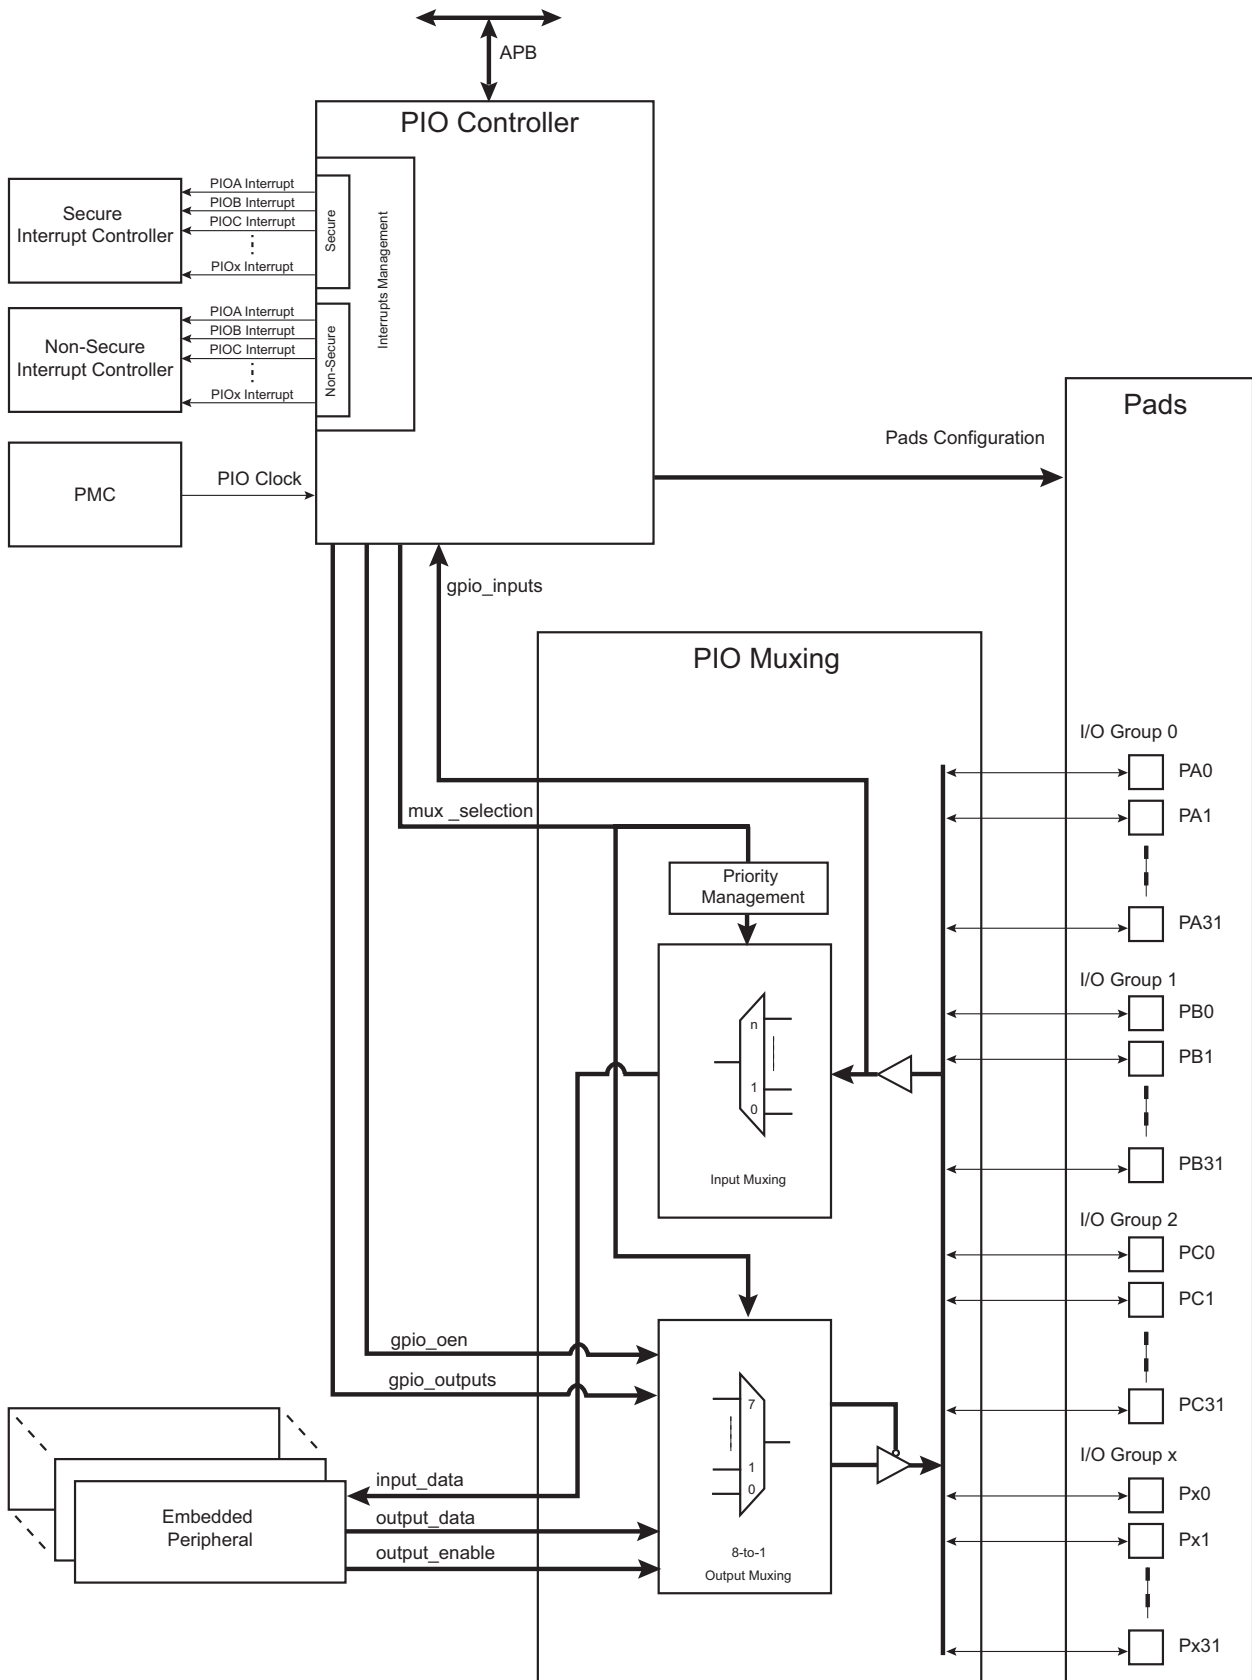 APB
PIO Controller
PIOA Interrupt
PIOB Interrupt
PIOC Interrupt
PIOx Interrupt
Secure
Interrupt Controller
Secure
Interrupts Management
PIOA Interrupt
PIOB Interrupt
PIOC Interrupt
PIOx Interrupt
Non-Secure
Interrupt Controller
Non-Secure
Pads
Pads Configuration
PMC
PIO Clock
gpio_inputs
PIO Muxing
I/O Group 0
PA0
mux _selection
PA1
Priority
Management
PA31
I/O Group 1
PB0
n
PB1
1
0
PB31
Input Muxing
I/O Group 2
PC0
PC1
gpio_oen
gpio_outputs
7
PC31
1
0
I/O Group x
input_data
Px0
Embedded
Peripheral
output_data
Px1
output_enable
8-to-1
Output Muxing
Px31